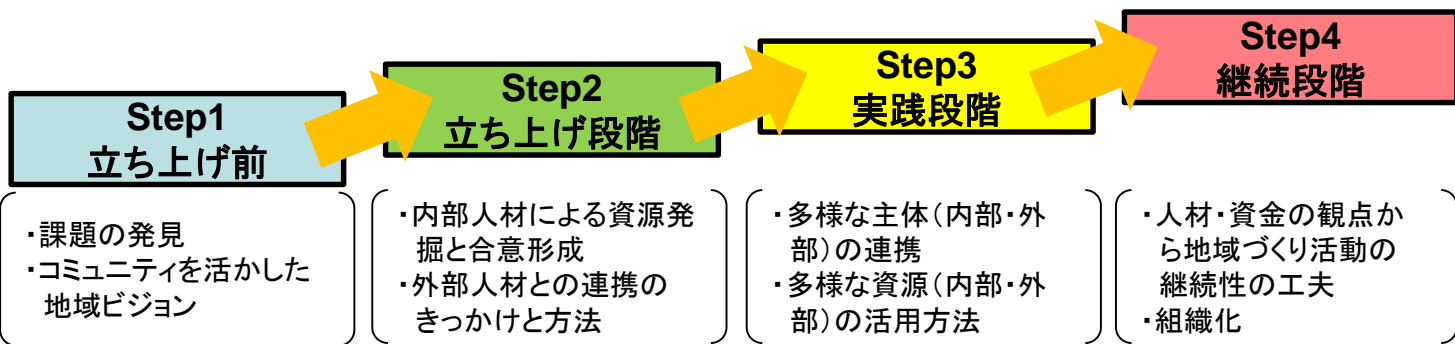 Step1
立ち上げ前
・課題の発見
・コミュニティを活かした
地域ビジョン
Step2
立ち上げ段階
・内部人材による資源発
掘と合意形成
・外部人材との連携の
きっかけと方法
Step3
実践段階
・多様な主体（内部・外
部）の連携
・多様な資源（内部・外
部）の活用方法
Step4
継続段階
・人材・資金の観点か
ら地域づくり活動の
継続性の工夫
・組織化